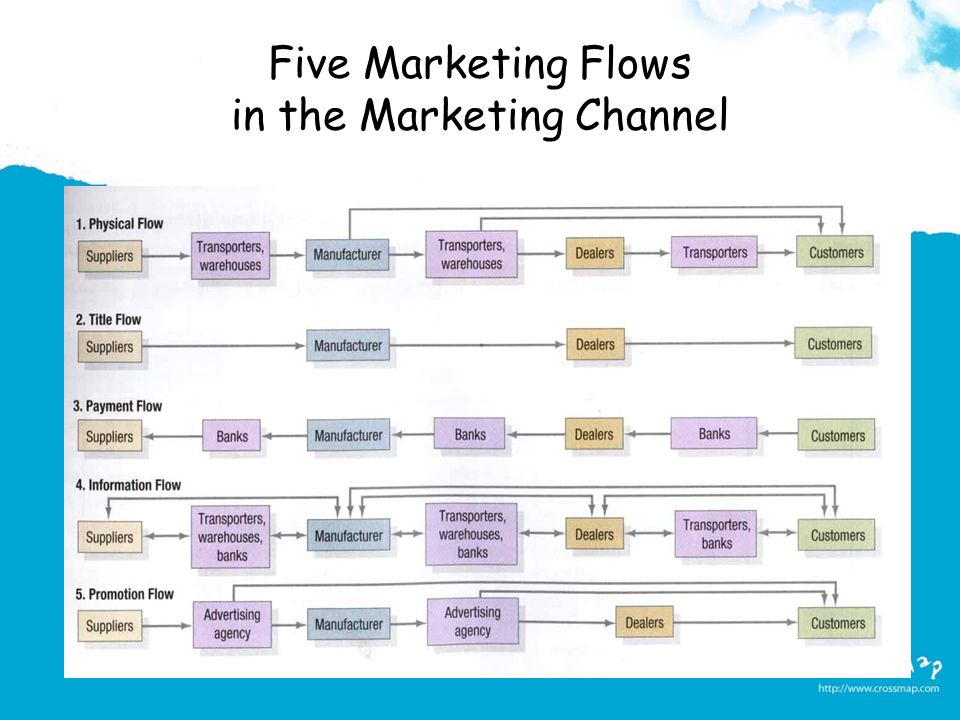 Five Marketing Flows
in the Marketing Channel
1. Physical Flow
Suppliers
Transporters,
warehouses
Manufacturer
Transporters,
warehouses
Dealers
Transporters
Customers
2. Title Flow
Suppliers
Manufacturer
Dealers
Customers
3. Payment Flow
Suppliers
Banks
Manufacturer
Banks
Dealers
Banks
Customers
4. Information Flow
Suppliers
Transporters,
warehouses,
banks
Manufacturer
Transporters,
warehouses,
banks
Dealers
Transporters,
banks
Customers
5. Promotion Flow
Suppliers
Advertising
agency
Manufacturer
Advertising
agency
Dealers
Customers
http://www.crossmap.com